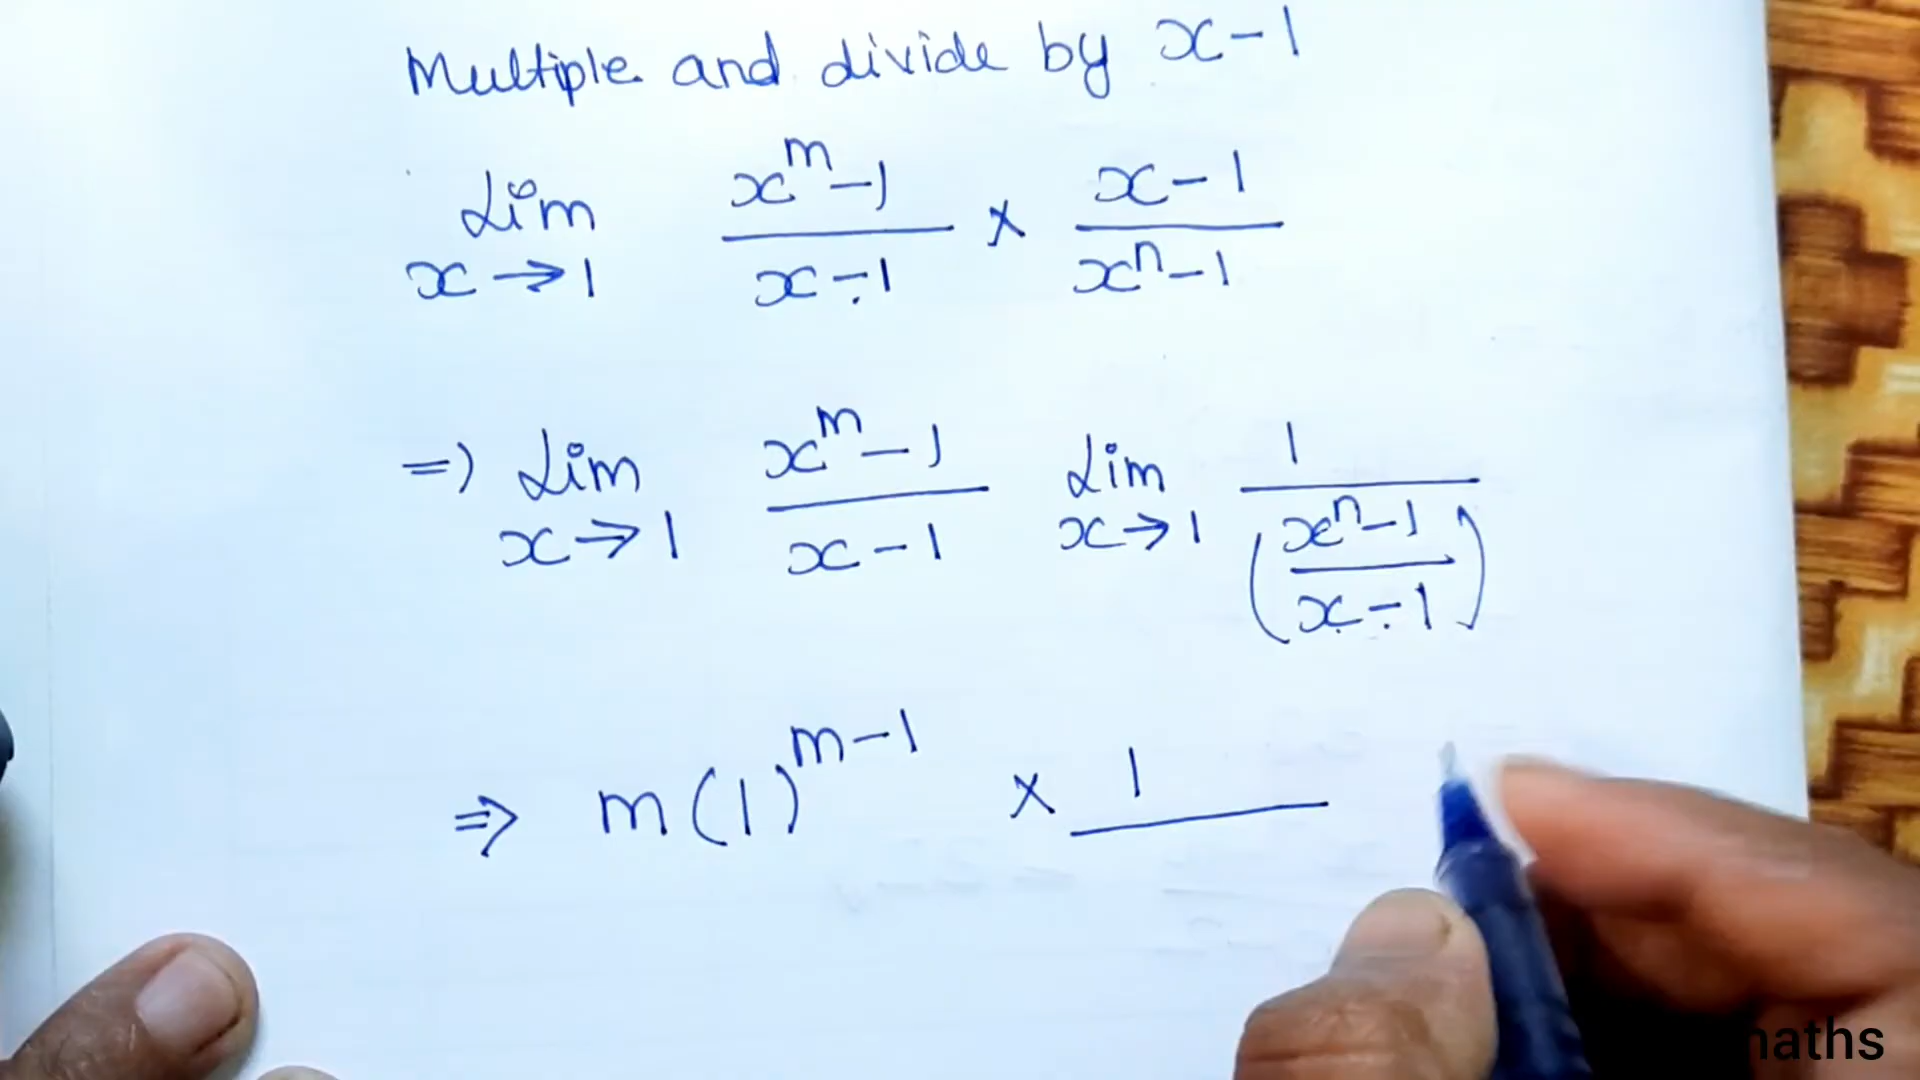 Multiple and divide by x-1
Lim x→1 (x^m-1)/(x-1) × (x-1)/(x^n-1)
=) Lim x→1 (x^m-1)/(x-1) Lim x→1 1/((x^n-1)/(x-1))
⇒ m(1)^(m-1) × 1/